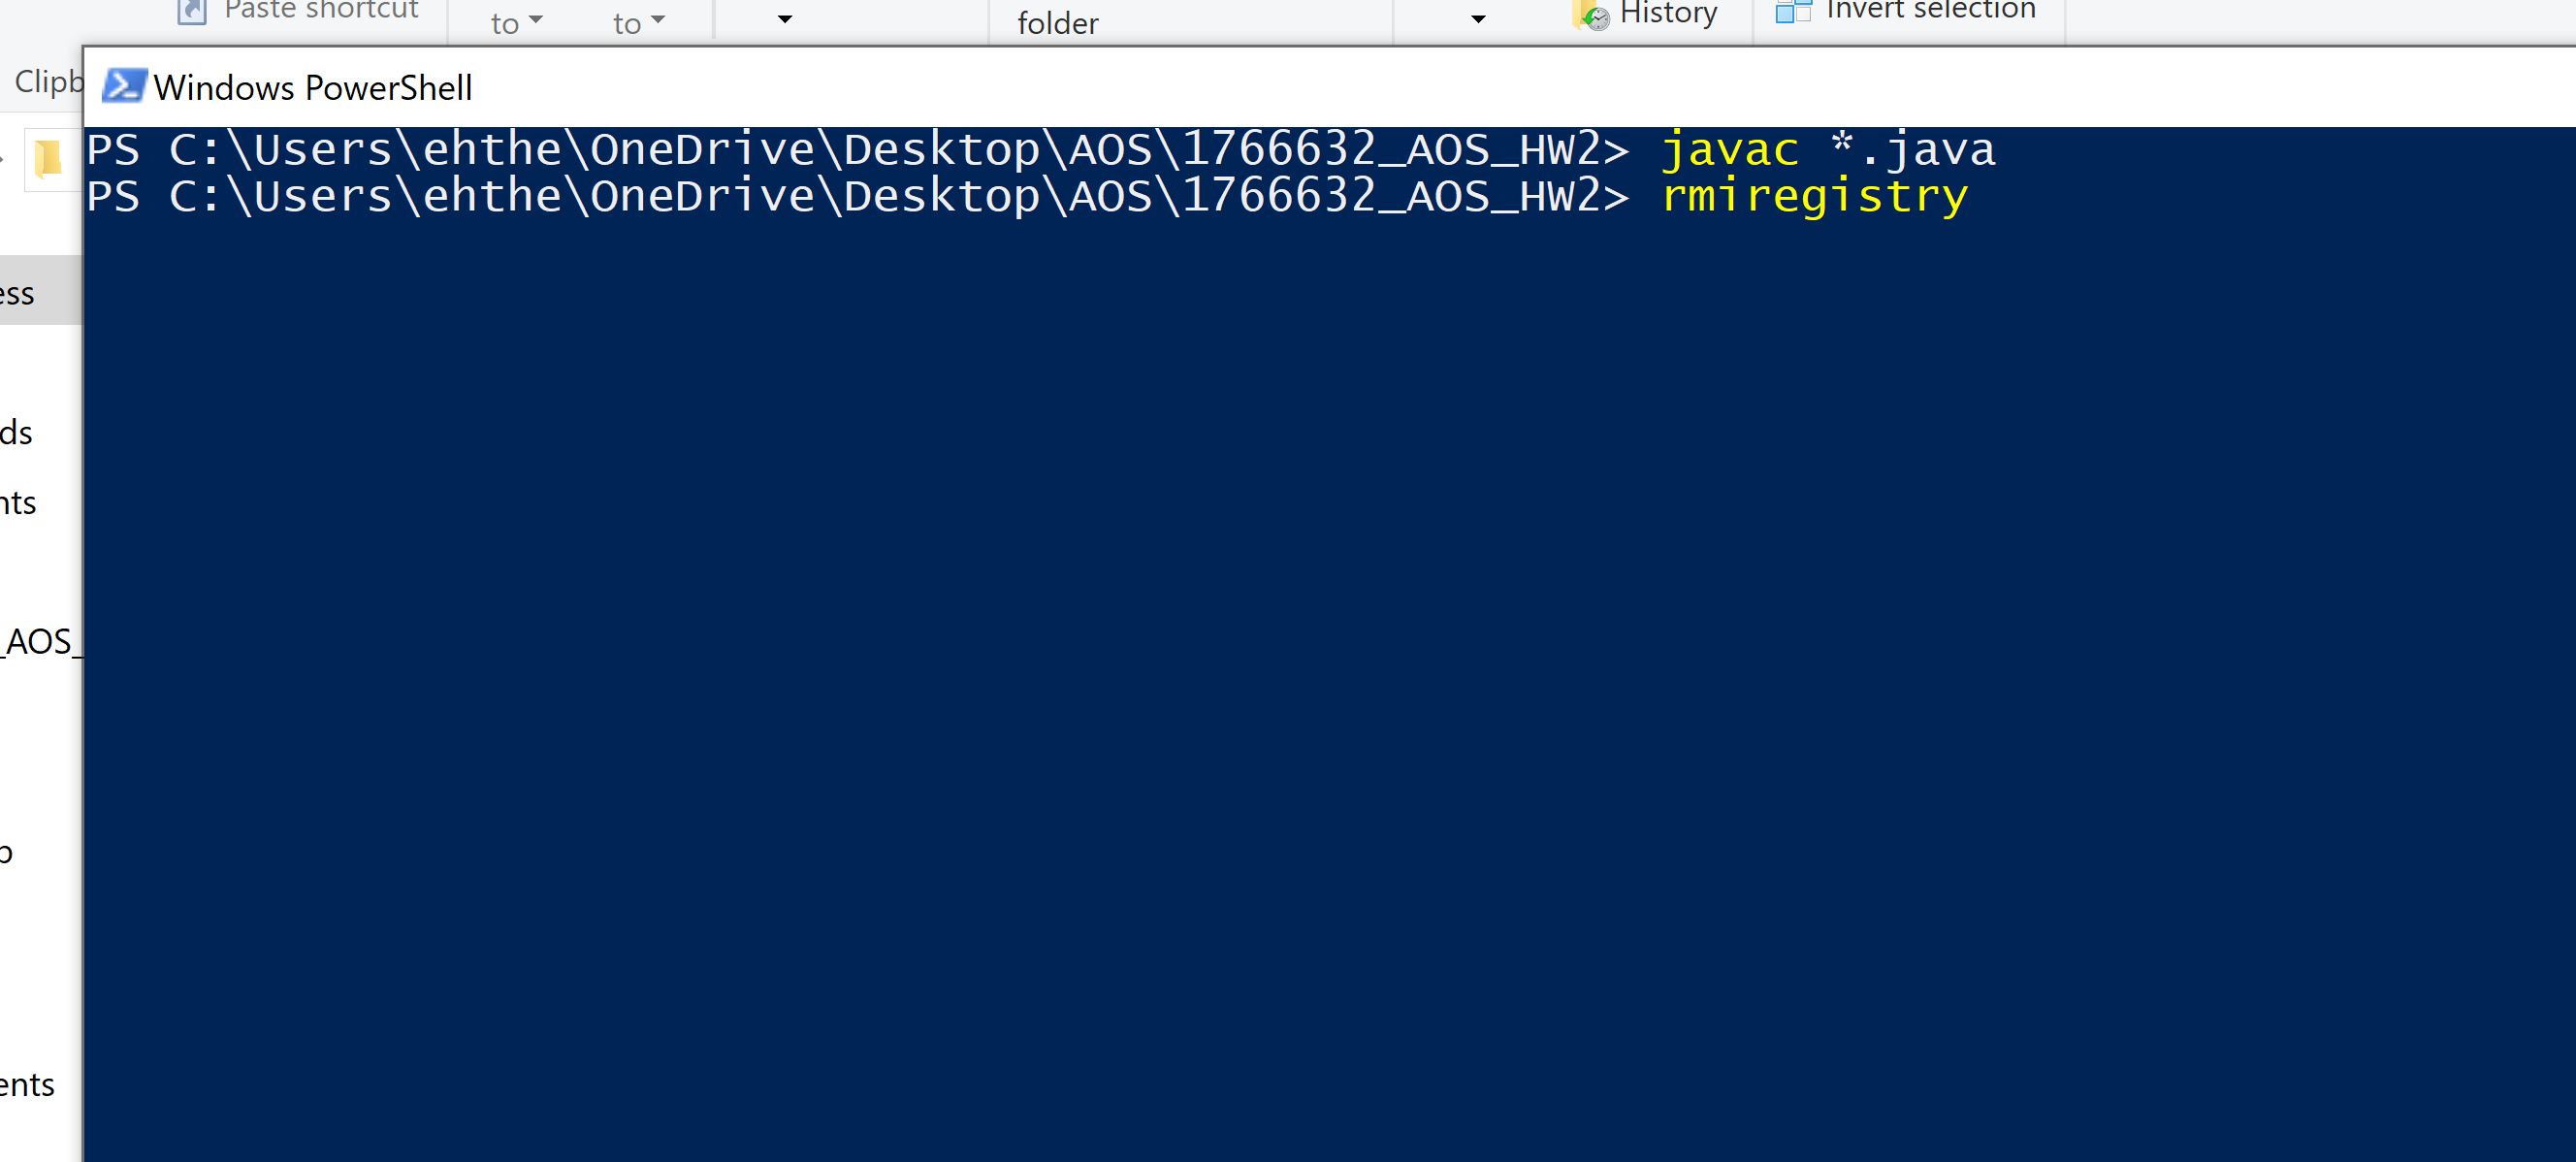 Paste shortcut
to
to
folder
History
Invert selection
Clipb
Windows PowerShell
PS C:\Users\ehthe\OneDrive\Desktop\AOS\1766632_AOS_HW2> javac *.java
PS C:\Users\ehthe\OneDrive\Desktop\AOS\1766632_AOS_HW2> rmiregistry
ess
ds
nts
_AOS_
p
ents